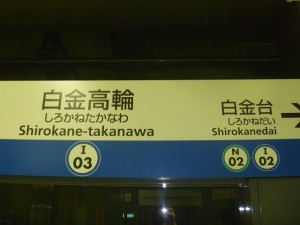 白金高輪
しろかねたかなわ
Shirokane-takanawa
I
03
白金台
しろかねだい
Shirokanedai
N
02
I
02